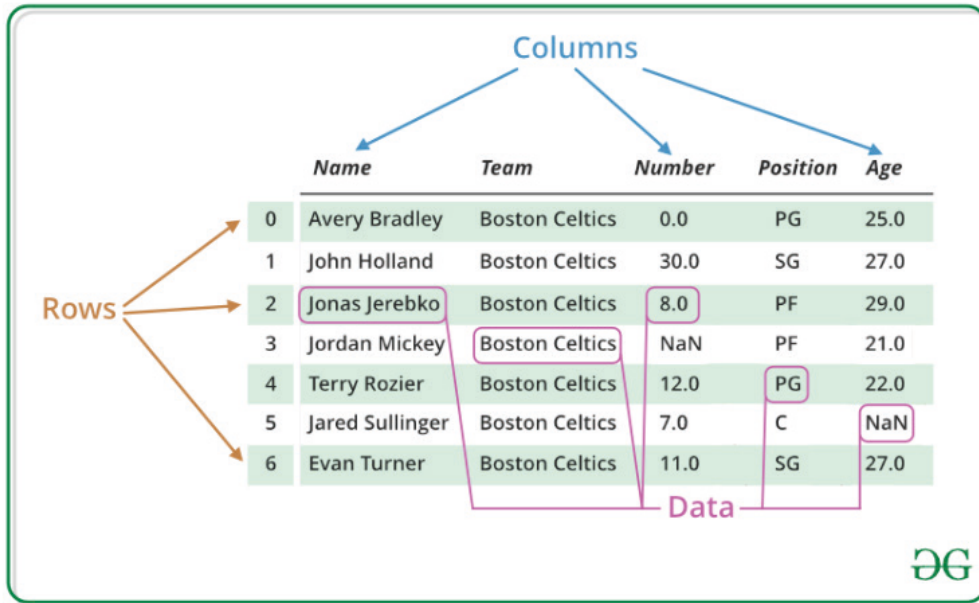 Columns
Name Team Number Position Age
0 Avery Bradley Boston Celtics 0.0 PG 25.0
1 John Holland Boston Celtics 30.0 SG 27.0
Rows
2 Jonas Jerebko Boston Celtics 8.0 PF 29.0
3 Jordan Mickey Boston Celtics NaN PF 21.0
4 Terry Rozier Boston Celtics 12.0 PG 22.0
5 Jared Sullinger Boston Celtics 7.0 C NaN
6 Evan Turner Boston Celtics 11.0 SG 27.0
Data